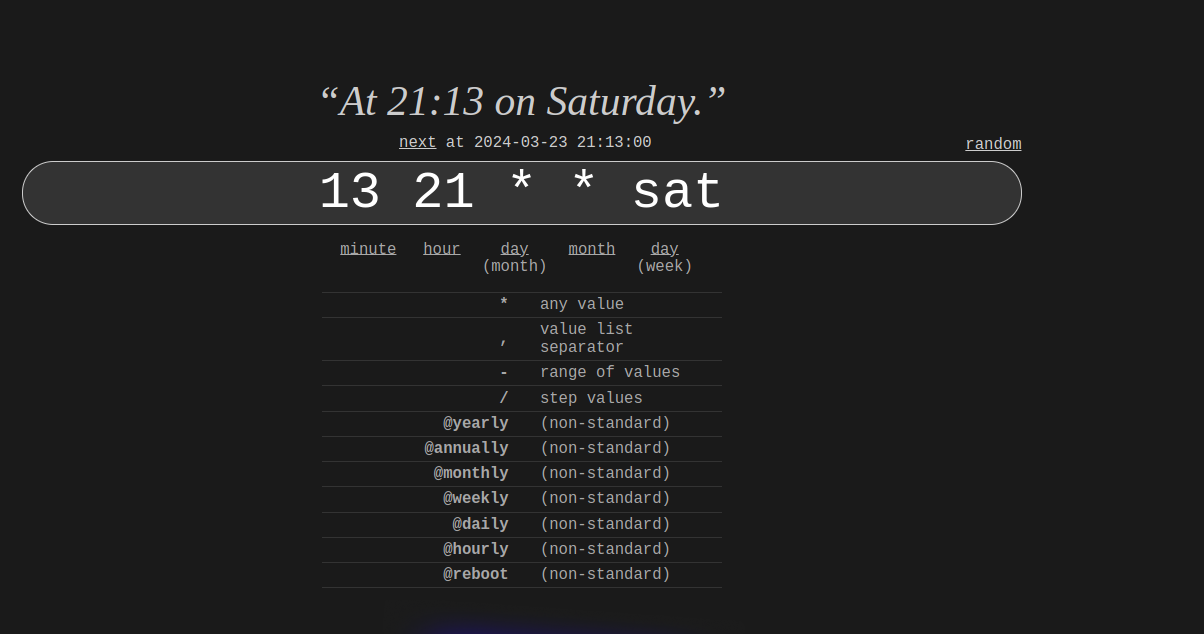 “At 21:13 on Saturday.”
next at 2024-03-23 21:13:00
random
13 21 * * sat
minute hour day month day
(month) (week)
* any value
, value list
separator
- range of values
/ step values
@yearly (non-standard)
@annually (non-standard)
@monthly (non-standard)
@weekly (non-standard)
@daily (non-standard)
@hourly (non-standard)
@reboot (non-standard)